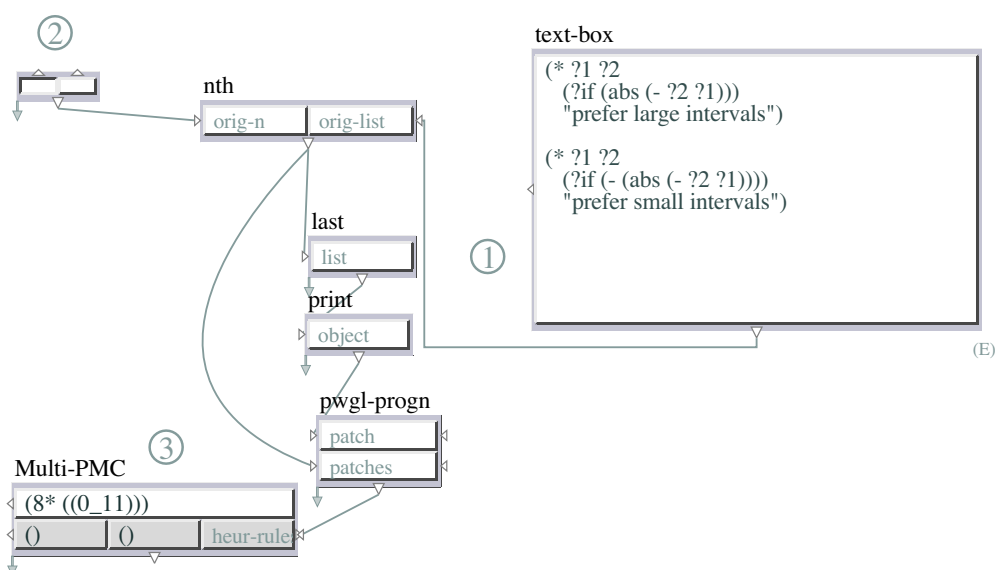 ②
text-box
(* ?1 ?2
(?if (abs (- ?2 ?1)))
"prefer large intervals")
(* ?1 ?2
(?if (- (abs (- ?2 ?1))))
"prefer small intervals")
(E)
nth
orig-n orig-list
last
list
①
print
object
pwgl-progn
patch
patches
③
Multi-PMC
(8* ((0_11)))
() () heur-rules